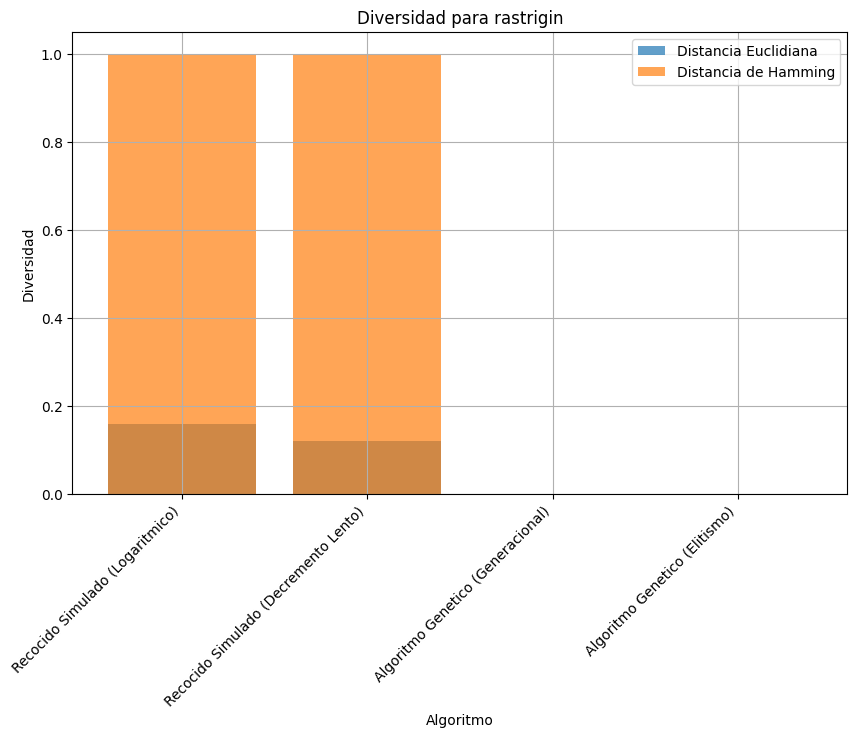 Diversidad para rastrigin
Distancia Euclidiana
Distancia de Hamming
Diversidad
1.0
0.8
0.6
0.4
0.2
0.0
Recocido Simulado (Logaritmico)
Recocido Simulado (Decremento Lento)
Algoritmo Genetico (Generacional)
Algoritmo Genetico (Elitismo)
Algoritmo